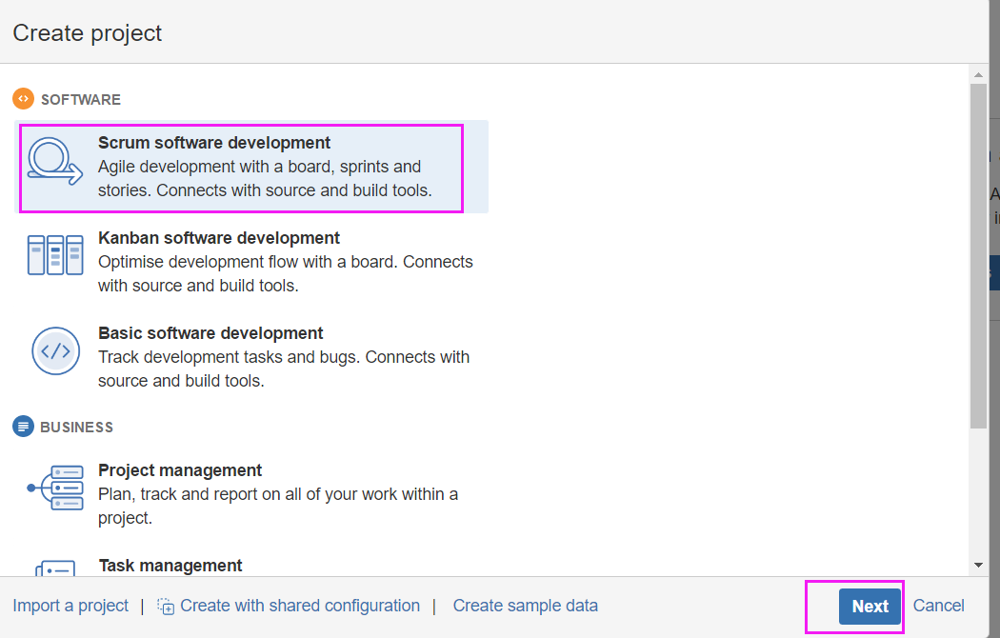 Create project
SOFTWARE
Scrum software development
Agile development with a board, sprints and
stories. Connects with source and build tools.
Kanban software development
Optimise development flow with a board. Connects
with source and build tools.
Basic software development
Track development tasks and bugs. Connects with
source and build tools.
BUSINESS
Project management
Plan, track and report on all of your work within a
project.
Task management
Import a project | Create with shared configuration | Create sample data Next Cancel